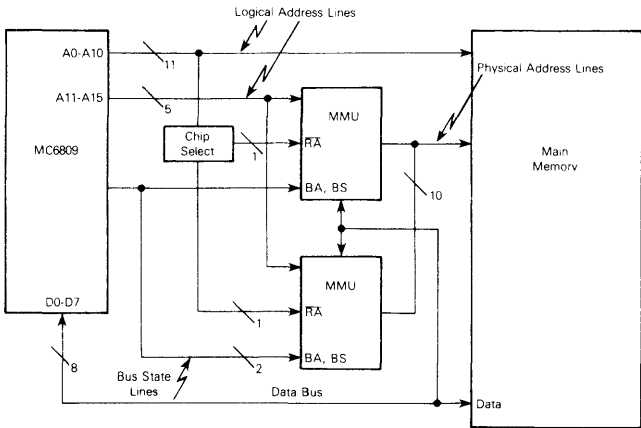 Logical Address Lines
A0-A10
11
Physical Address Lines
A11-A15
5
MMU
Chip
Select
1
RA
MC6809
Main
Memory
BA, BS
10
MMU
D0-D7
1
RA
8
2
BA, BS
Bus State
Lines
Data Bus
Data